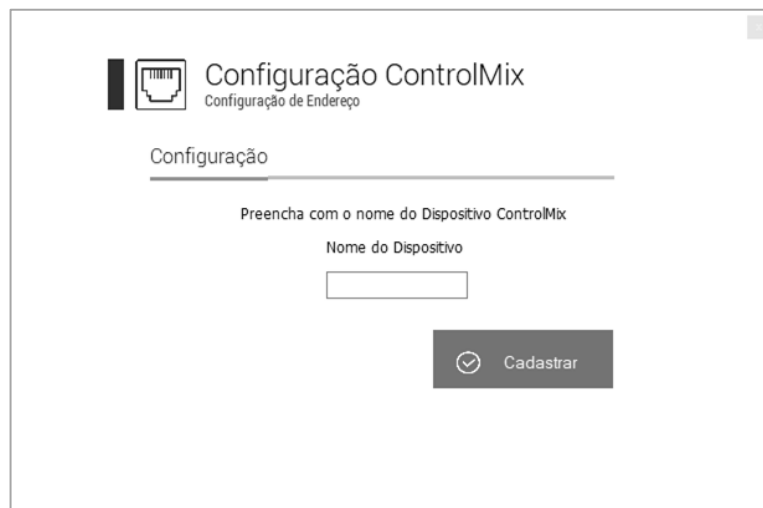 Configuração ControlMix
Configuração de Endereço
Configuração
Preencha com o nome do Dispositivo ControlMix
Nome do Dispositivo
Cadastrar